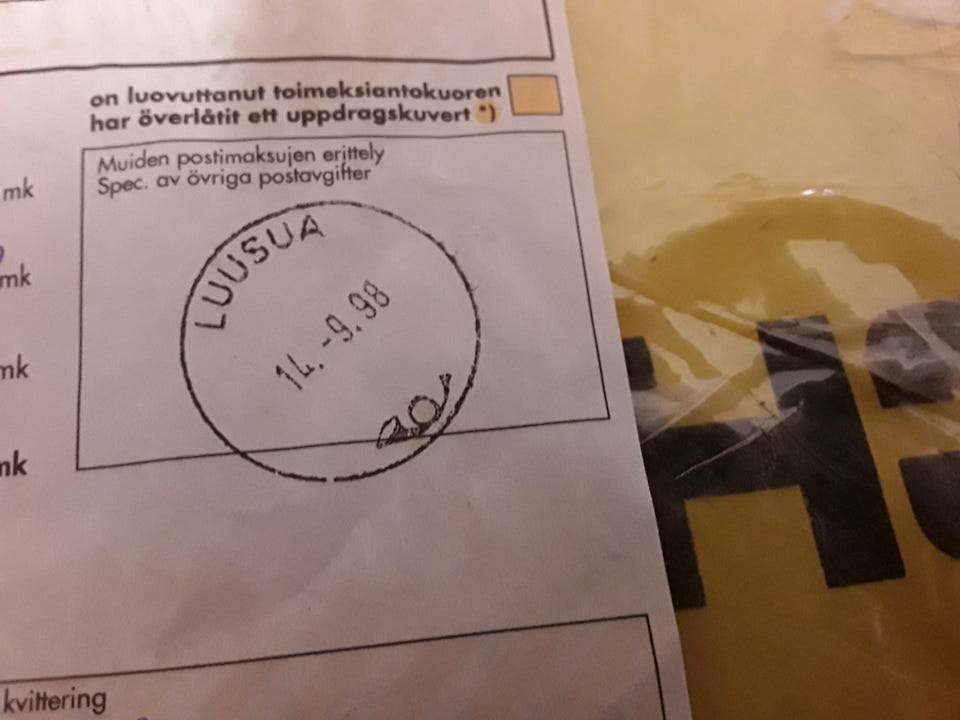 on luovuttanut toimeksiantokuoren
har överlåtit ett uppdragskuvert *)
Muiden postimaksujen erittely
Spec. av övriga postavgifter
mk
mk
mk
mk
LUUSUA
14. -9. 98
kvittering